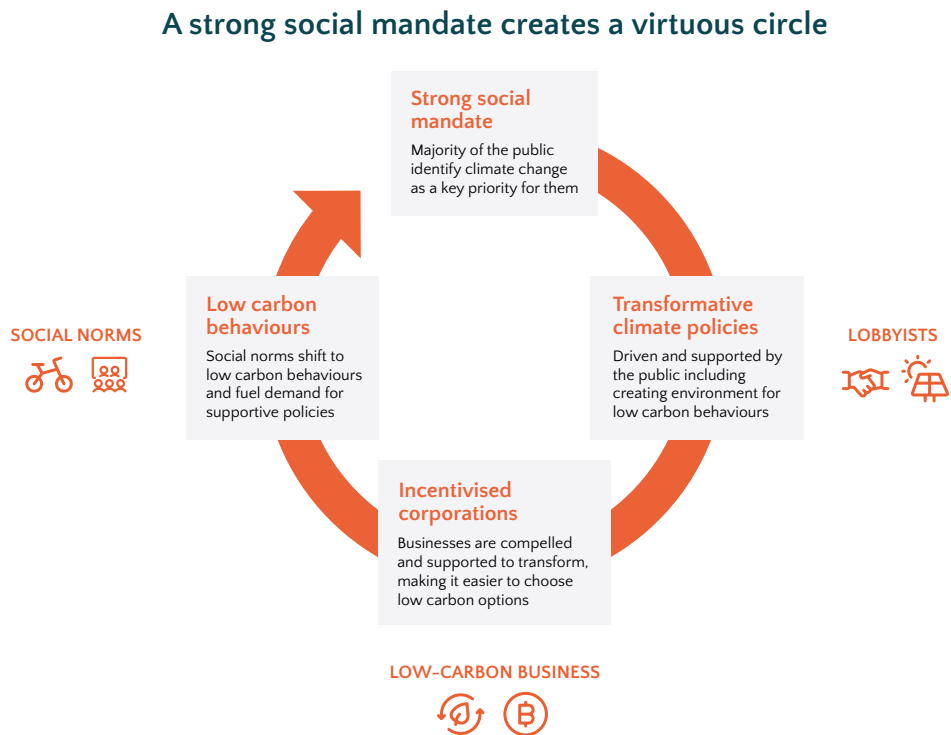 A strong social mandate creates a virtuous circle
Strong social
mandate
Majority of the public
identify climate change
as a key priority for them
Transformative
climate policies
Driven and supported by
the public including
creating environment for
low carbon behaviours
LOBBYISTS
Incentivised
corporations
Businesses are compelled
and supported to transform,
making it easier to choose
low carbon options
LOW-CARBON BUSINESS
Low carbon
behaviours
Social norms shift to
low carbon behaviours
and fuel demand for
supportive policies
SOCIAL NORMS